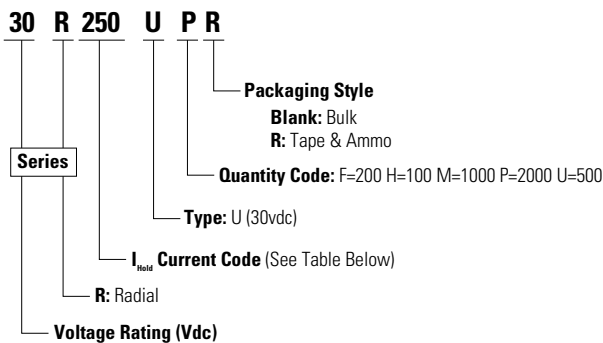 30 R 250 U P R
Packaging Style
Blank: Bulk
R: Tape & Ammo
Series
Quantity Code: F=200 H=100 M=1000 P=2000 U=500
Type: U (30vdc)
I Hold Current Code (See Table Below)
R: Radial
Voltage Rating (Vdc)